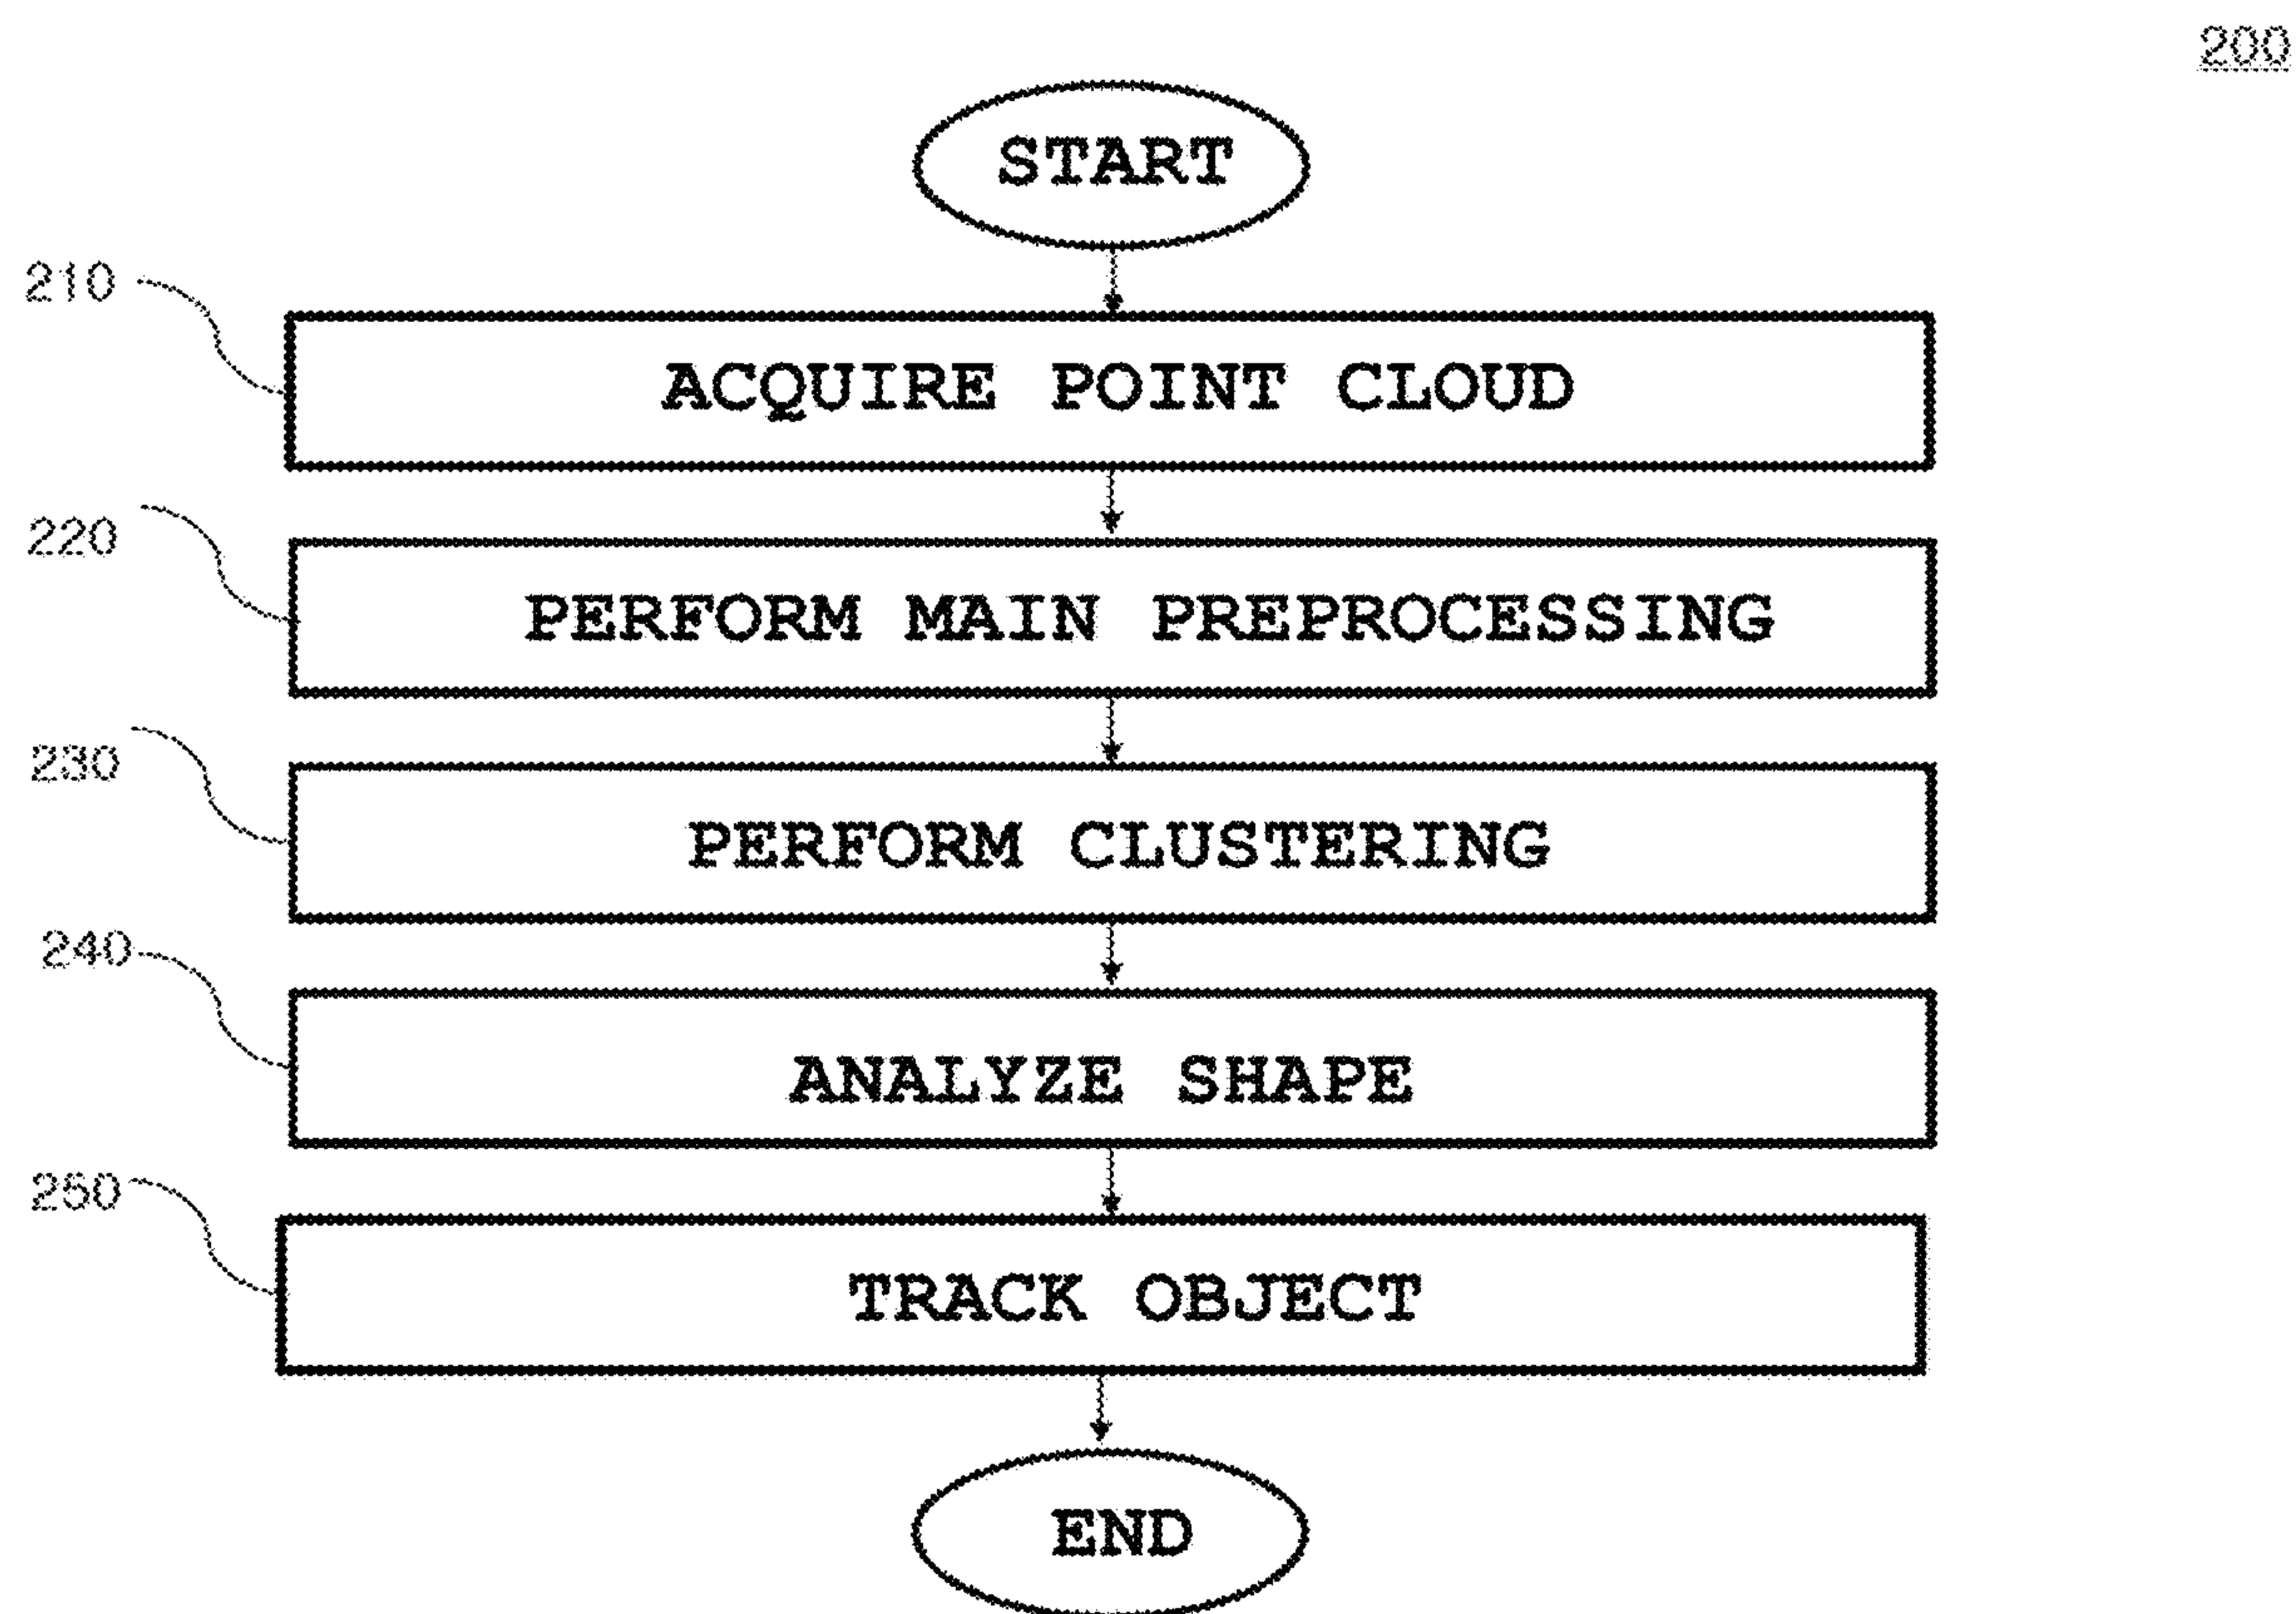 200
START
210
ACQUIRE POINT CLOUD
220
PERFORM MAIN PREPROCESSING
230
PERFORM CLUSTERING
240
ANALYZE SHAPE
250
TRACK OBJECT
END